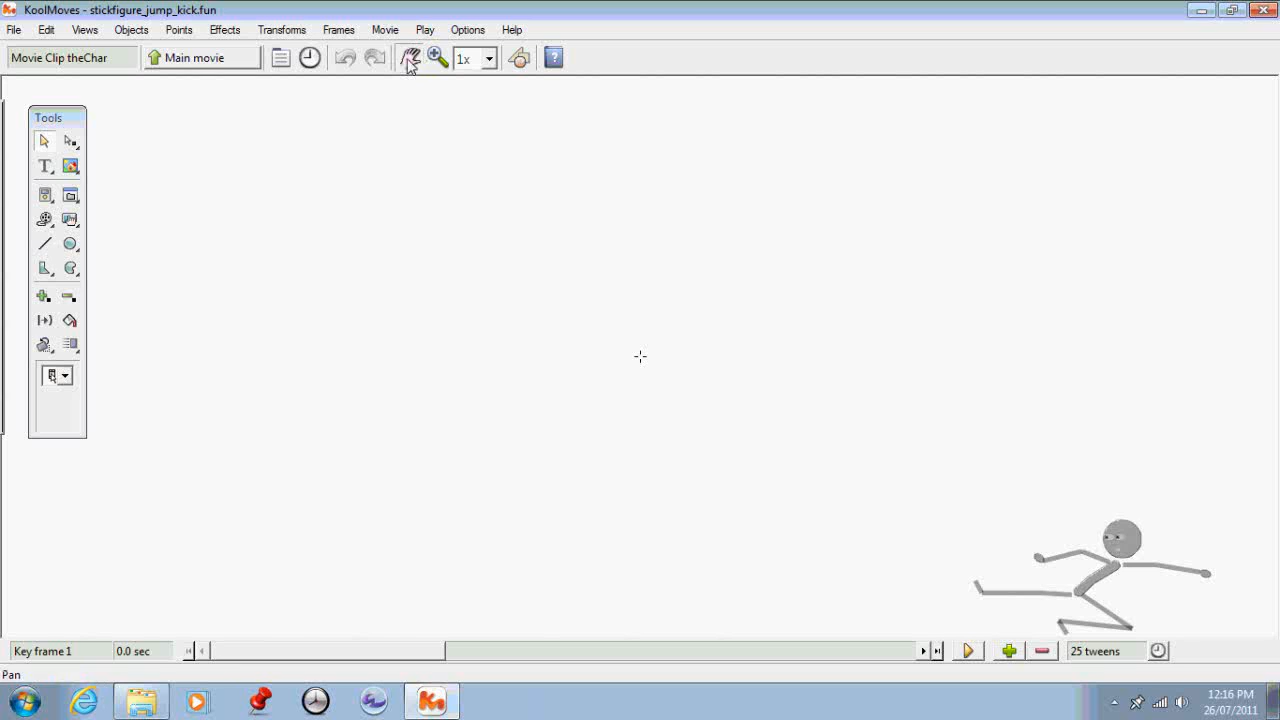 KoolMoves - stickfigure_jump_kick.fun
File Edit Views Objects Points Effects Transforms Frames Movie Play Options Help
Movie Clip theChar Main movie 1x
Tools
T
Key frame 1 0.0 sec 25 tweens
Pan
12:16 PM
26/07/2011